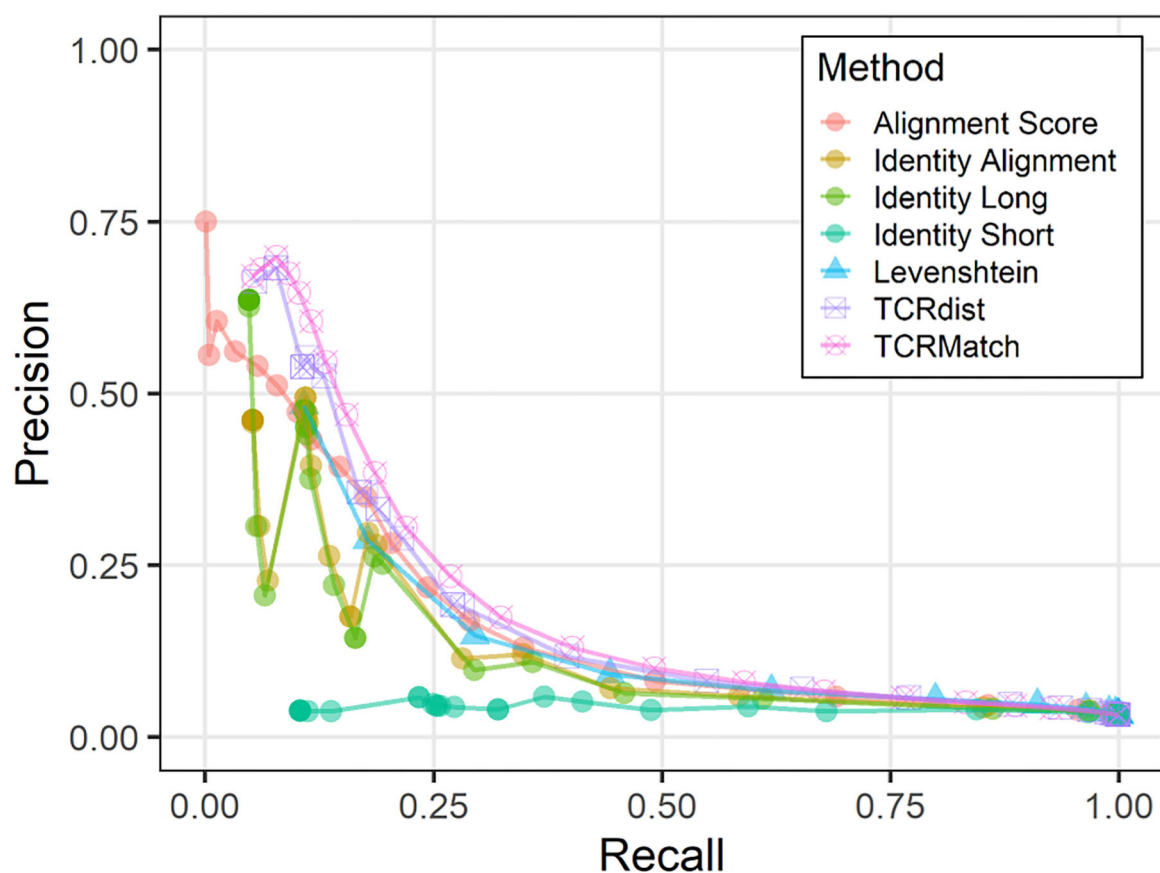 1.00
0.75
0.50
0.25
0.00
Precision
Method
Alignment Score
Identity Alignment
Identity Long
Identity Short
Levenshtein
TCRdist
TCRMatch
0.00 0.25 0.50 0.75 1.00
Recall